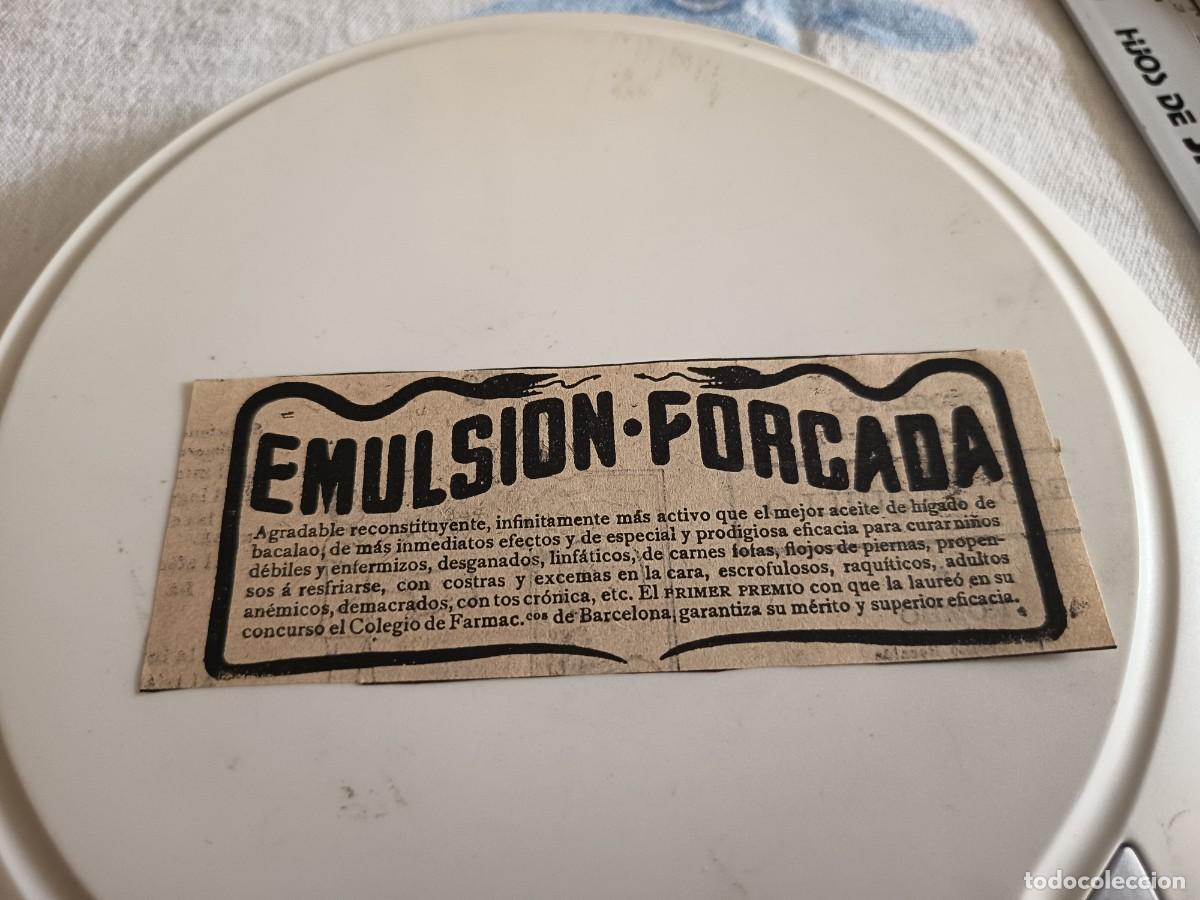 HIJOS DE
EMULSION·FORCADA
Agradable reconstituyente, infinitamente más activo que el mejor aceite de hígado de
bacalao, de más inmediatos efectos y de especial y prodigiosa eficacia para curar niños
débiles y enfermizos, desganados, linfáticos, de carnes fofas, flojos de piernas, propen-
sos á resfriarse, con costras y excemas en la cara, escrofulosos, raquíticos, adultos
anémicos, demacrados, con tos crónica, etc. El PRIMER PREMIO con que la laureó en su
concurso el Colegio de Farmac.cos de Barcelona, garantiza su mérito y superior eficacia.
todocoleccion